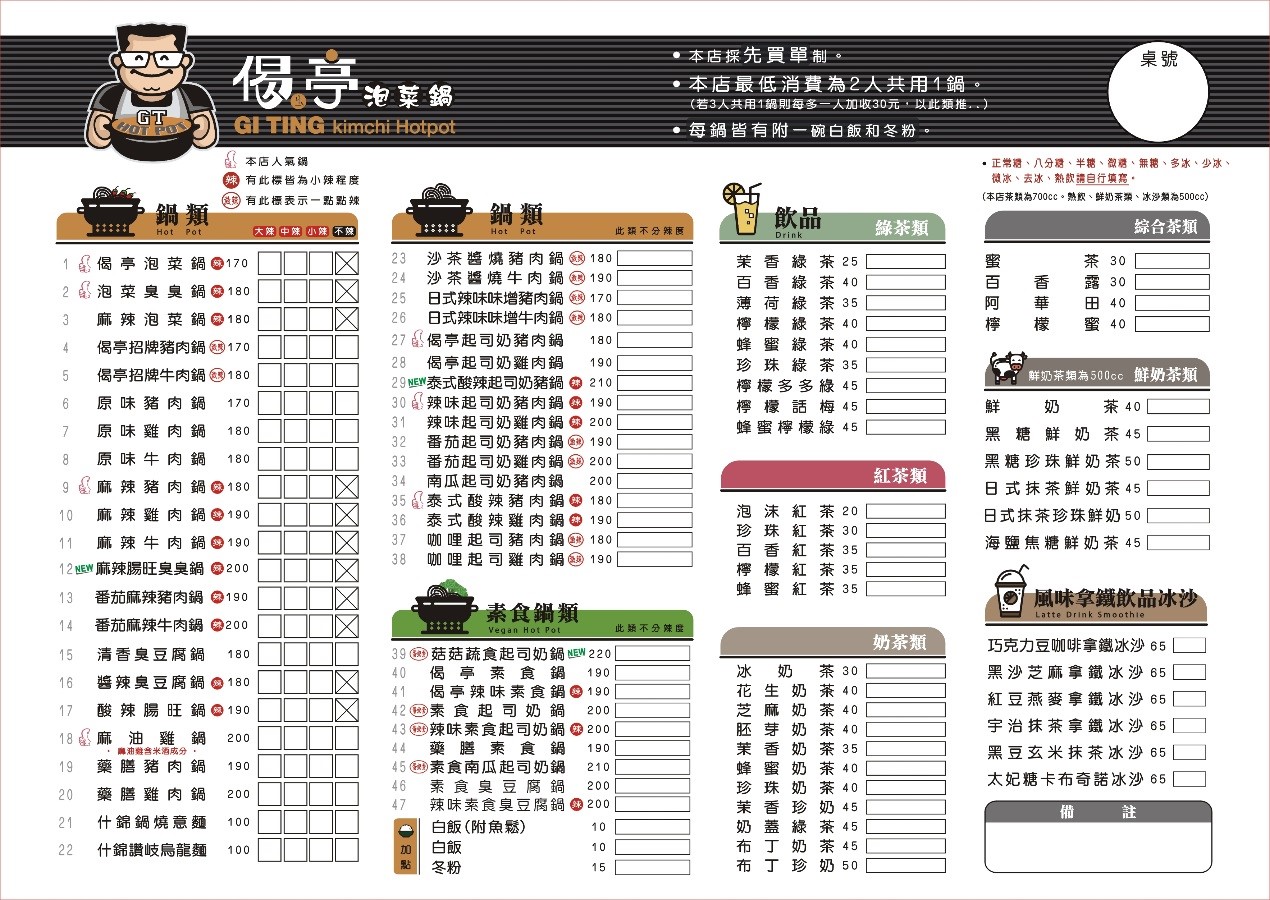 偈亭泡菜鍋
GI TING kimchi Hotpot
GT
HOT POT
• 本店採先買單制。
• 本店最低消費為2人共用1鍋。
(若3人共用1鍋則每多一人加收30元，以此類推..)
• 每鍋皆有附一碗白飯和冬粉。
桌號
本店人氣鍋
辣 有此標皆為小辣程度
微辣 有此標表示一點點辣
鍋類
Hot Pot
大辣 中辣 小辣 不辣
1 偈亭泡菜鍋 辣 170
2 泡菜臭臭鍋 辣 180
3 麻辣泡菜鍋 辣 180
4 偈亭招牌豬肉鍋 微辣 170
5 偈亭招牌牛肉鍋 微辣 180
6 原味豬肉鍋 170
7 原味雞肉鍋 180
8 原味牛肉鍋 180
9 麻辣豬肉鍋 辣 180
10 麻辣雞肉鍋 辣 190
11 麻辣牛肉鍋 辣 190
12 NEW 麻辣腸旺臭臭鍋 辣 200
13 番茄麻辣豬肉鍋 辣 190
14 番茄麻辣牛肉鍋 辣 200
15 清香臭豆腐鍋 180
16 醬辣臭豆腐鍋 辣 180
17 酸辣腸旺鍋 辣 190
18 麻油雞鍋 200
・麻油雞含米酒成分・
19 藥膳豬肉鍋 190
20 藥膳雞肉鍋 200
21 什錦鍋燒意麵 100
22 什錦讚岐烏龍麵 100
鍋類
Hot Pot
此類不分辣度
23 沙茶醬燒豬肉鍋 微辣 180
24 沙茶醬燒牛肉鍋 微辣 190
25 日式辣味味增豬肉鍋 微辣 170
26 日式辣味味增牛肉鍋 微辣 180
27 偈亭起司奶豬肉鍋 180
28 偈亭起司奶雞肉鍋 190
29 NEW 泰式酸辣起司奶豬鍋 辣 210
30 辣味起司奶豬肉鍋 辣 190
31 辣味起司奶雞肉鍋 辣 200
32 番茄起司奶豬肉鍋 微辣 190
33 番茄起司奶雞肉鍋 微辣 200
34 南瓜起司奶豬肉鍋 200
35 泰式酸辣豬肉鍋 辣 180
36 泰式酸辣雞肉鍋 辣 190
37 咖哩起司豬肉鍋 微辣 180
38 咖哩起司雞肉鍋 微辣 190
素食鍋類
Vegan Hot Pot
此類不分辣度
39 菇菇蔬食起司奶鍋 NEW 220
40 偈亭素食鍋 190
41 偈亭辣味素食鍋 辣 190
42 素食起司奶鍋 200
43 辣味素食起司奶鍋 辣 200
44 藥膳素食鍋 190
45 素食南瓜起司奶鍋 210
46 素食臭豆腐鍋 200
47 辣味素食臭豆腐鍋 辣 200
加點
白飯(附魚鬆) 10
白飯 10
冬粉 15
飲品
Drink
綠茶類
茉香綠茶 25
百香綠茶 40
薄荷綠茶 35
檸檬綠茶 40
蜂蜜綠茶 40
珍珠綠茶 35
檸檬多多綠 45
檸檬話梅 45
蜂蜜檸檬綠 45
紅茶類
泡沫紅茶 20
珍珠紅茶 30
百香紅茶 35
檸檬紅茶 35
蜂蜜紅茶 35
奶茶類
冰奶茶 30
花生奶茶 40
芝麻奶茶 40
胚芽奶茶 40
茉香奶茶 35
蜂蜜奶茶 40
珍珠奶茶 40
茉香珍奶 45
奶蓋綠茶 45
布丁奶茶 45
布丁珍奶 50
• 正常糖、八分糖、半糖、微糖、無糖、多冰、少冰、
微冰、去冰、熱飲請自行填寫。
(本店茶類為700cc。熱飲、鮮奶茶類、冰沙類為500cc)
綜合茶類
蜜茶 30
百香露 30
阿華田 40
檸檬蜜 40
鮮奶茶類為500cc 鮮奶茶類
鮮奶茶 40
黑糖鮮奶茶 45
黑糖珍珠鮮奶茶 50
日式抹茶鮮奶茶 45
日式抹茶珍珠鮮奶 50
海鹽焦糖鮮奶茶 45
風味拿鐵飲品冰沙
Latte Drink Smoothie
巧克力豆咖啡拿鐵冰沙 65
黑沙芝麻拿鐵冰沙 65
紅豆燕麥拿鐵冰沙 65
宇治抹茶拿鐵冰沙 65
黑豆玄米抹茶冰沙 65
太妃糖卡布奇諾冰沙 65
備註